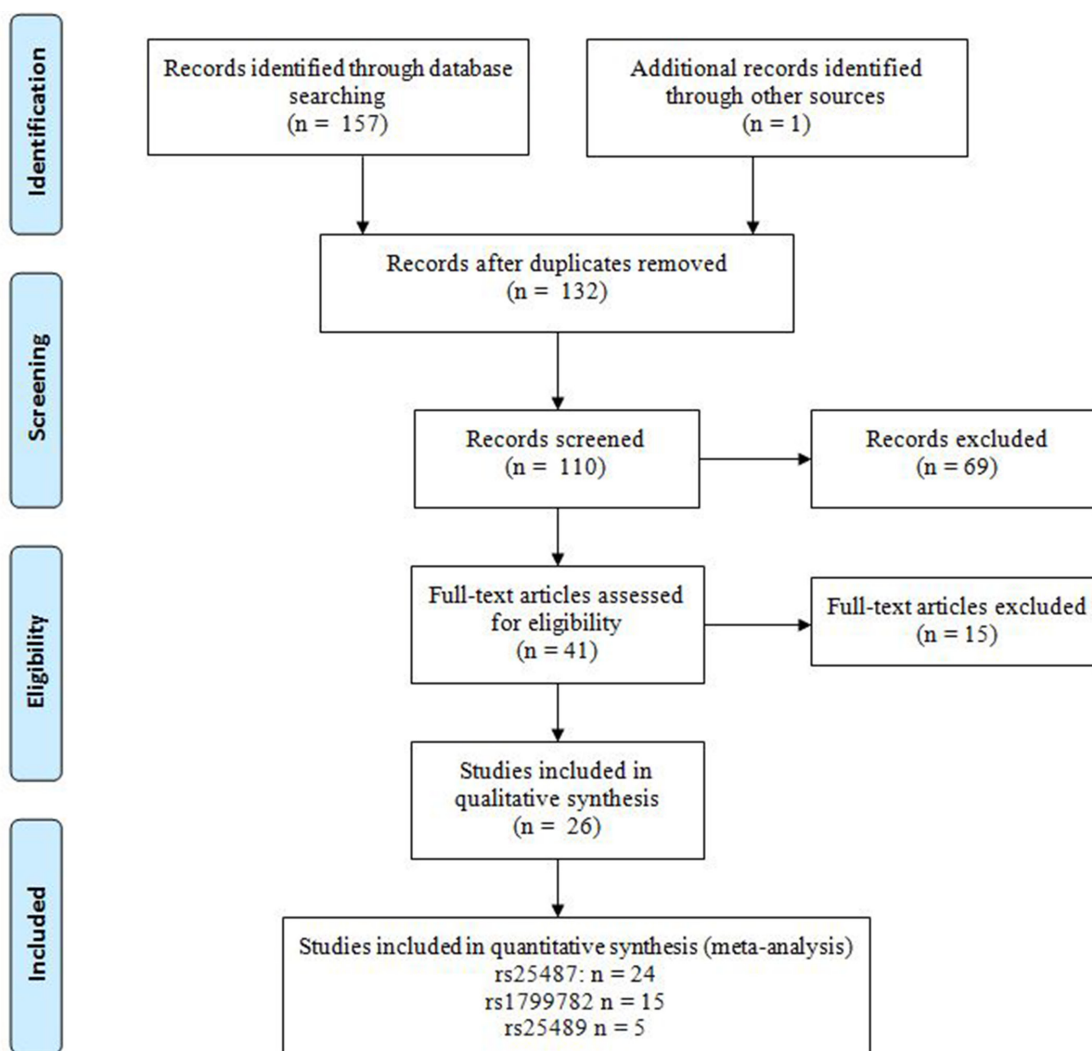 Identification
Records identified through database
searching
(n = 157)
Additional records identified
through other sources
(n = 1)
Records after duplicates removed
(n = 132)
Screening
Records screened
(n = 110)
Records excluded
(n = 69)
Eligibility
Full-text articles assessed
for eligibility
(n = 41)
Full-text articles excluded
(n = 15)
Studies included in
qualitative synthesis
(n = 26)
Included
Studies included in quantitative synthesis (meta-analysis)
rs25487: n = 24
rs1799782 n = 15
rs25489 n = 5